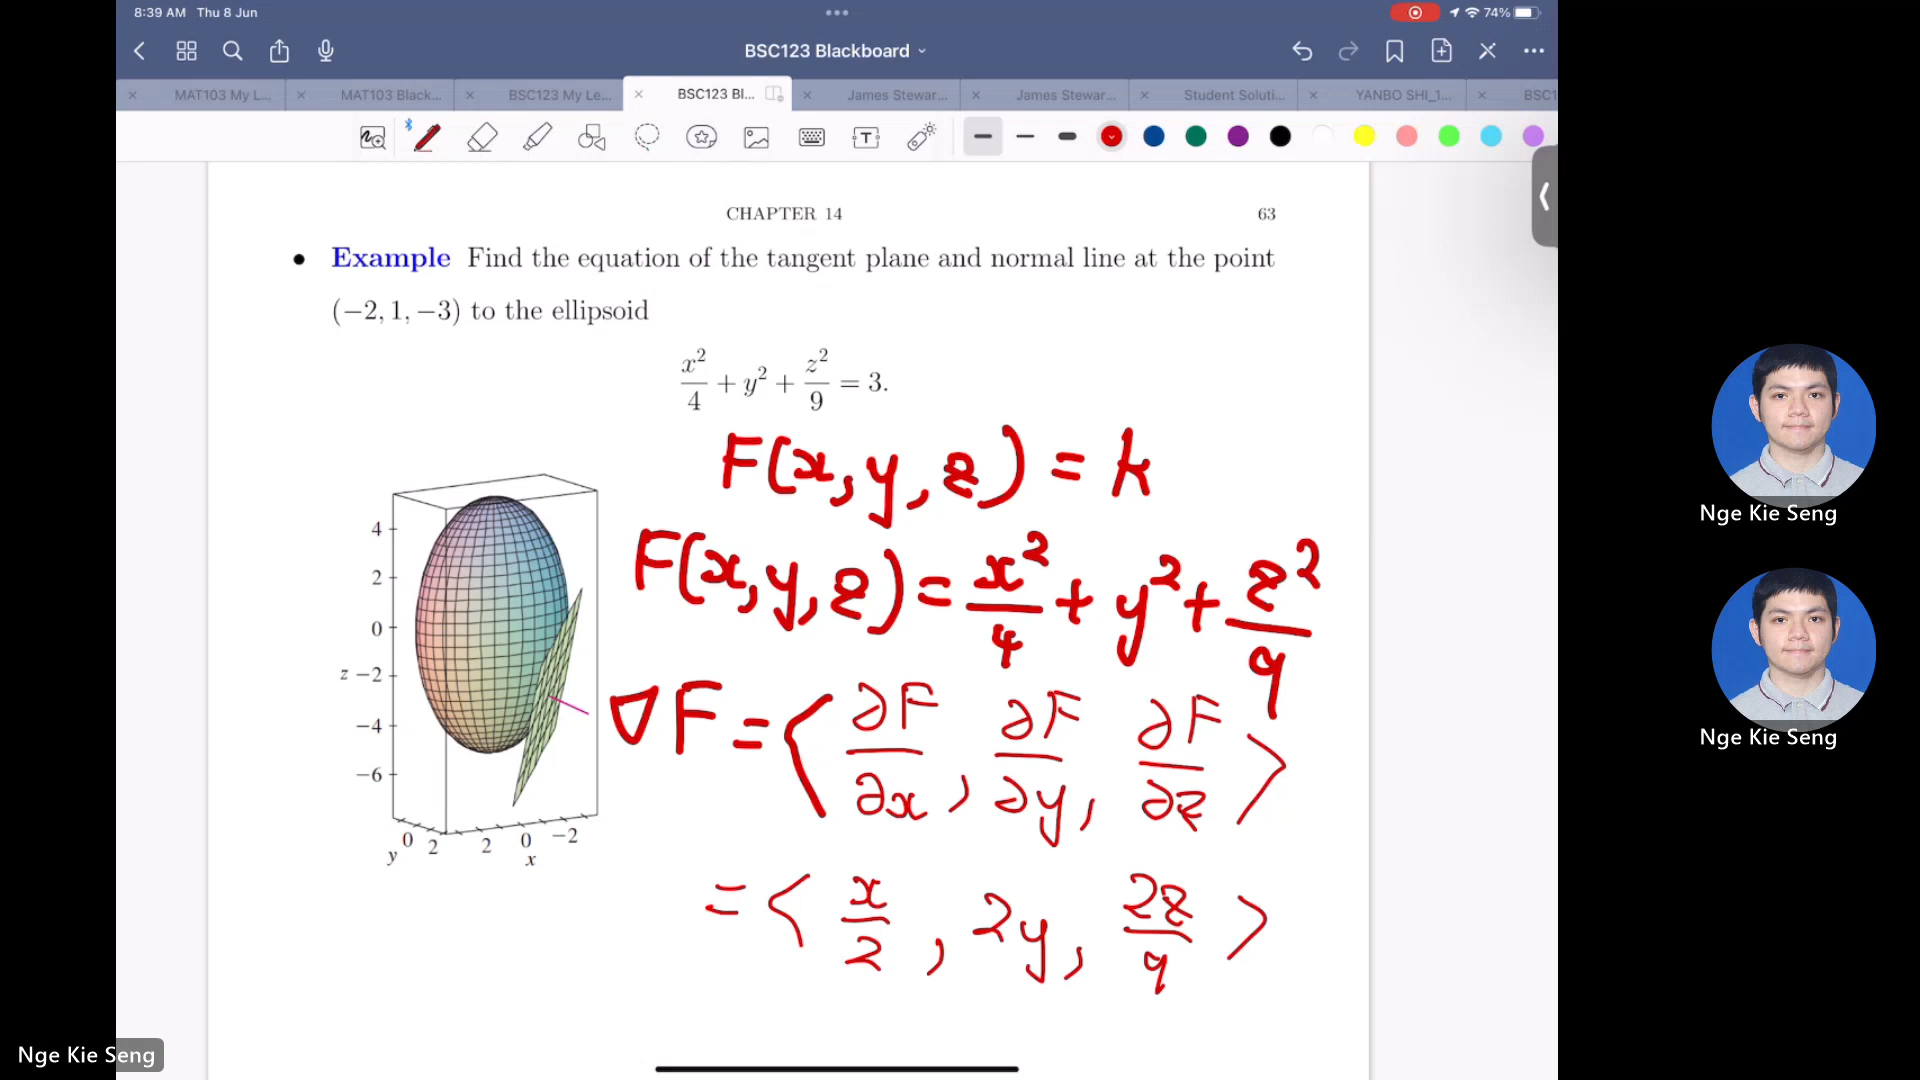 8:39 AM Thu 8 Jun
74%
BSC123 Blackboard
MAT103 My L...
MAT103 Black...
BSC123 My Le...
BSC123 Bl...
James Stewar...
James Stewar...
Student Soluti...
YANBO SHI_1...
BSC1
CHAPTER 14
63
• Example Find the equation of the tangent plane and normal line at the point
(−2, 1, −3) to the ellipsoid
x²/4 + y² + z²/9 = 3.
F(x,y,z) = k
F(x,y,z) = x²/4 + y² + z²/9
∇F = ⟨∂F/∂x, ∂F/∂y, ∂F/∂z⟩
= ⟨x/2, 2y, 2z/9⟩
4
2
0
z −2
−4
−6
0 2 2 0 −2
y x
Nge Kie Seng
Nge Kie Seng
Nge Kie Seng